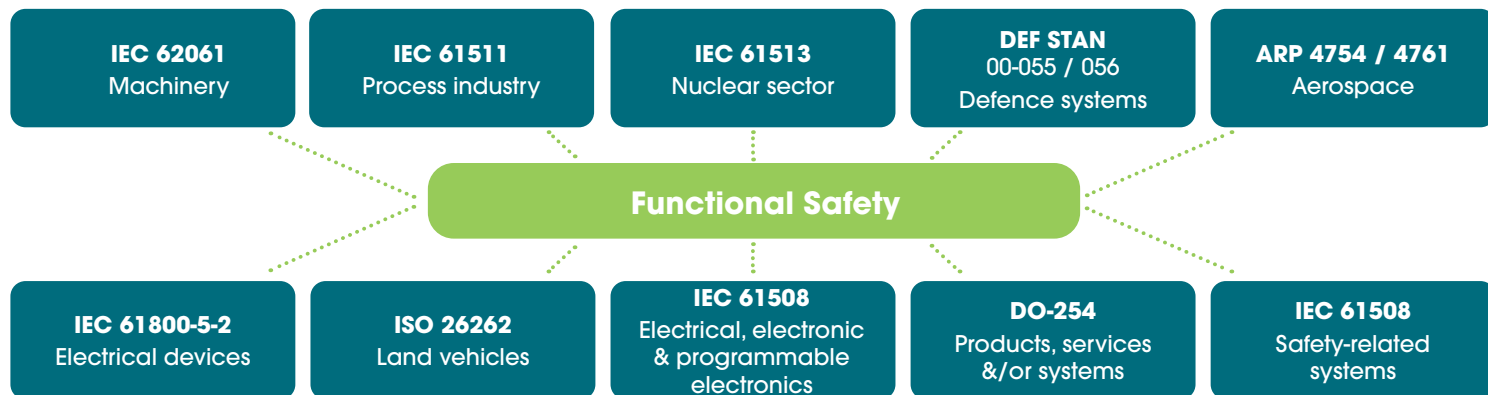 IEC 62061
Machinery
IEC 61511
Process industry
IEC 61513
Nuclear sector
DEF STAN
00-055 / 056
Defence systems
ARP 4754 / 4761
Aerospace
Functional Safety
IEC 61800-5-2
Electrical devices
ISO 26262
Land vehicles
IEC 61508
Electrical, electronic
& programmable
electronics
DO-254
Products, services
&/or systems
IEC 61508
Safety-related
systems